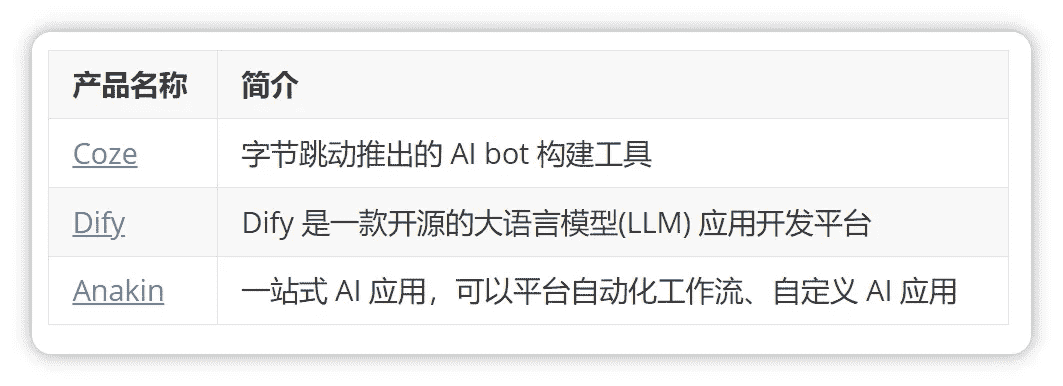 产品名称 简介
Coze 字节跳动推出的 AI bot 构建工具
Dify Dify 是一款开源的大语言模型(LLM) 应用开发平台
Anakin 一站式 AI 应用，可以平台自动化工作流、自定义 AI 应用